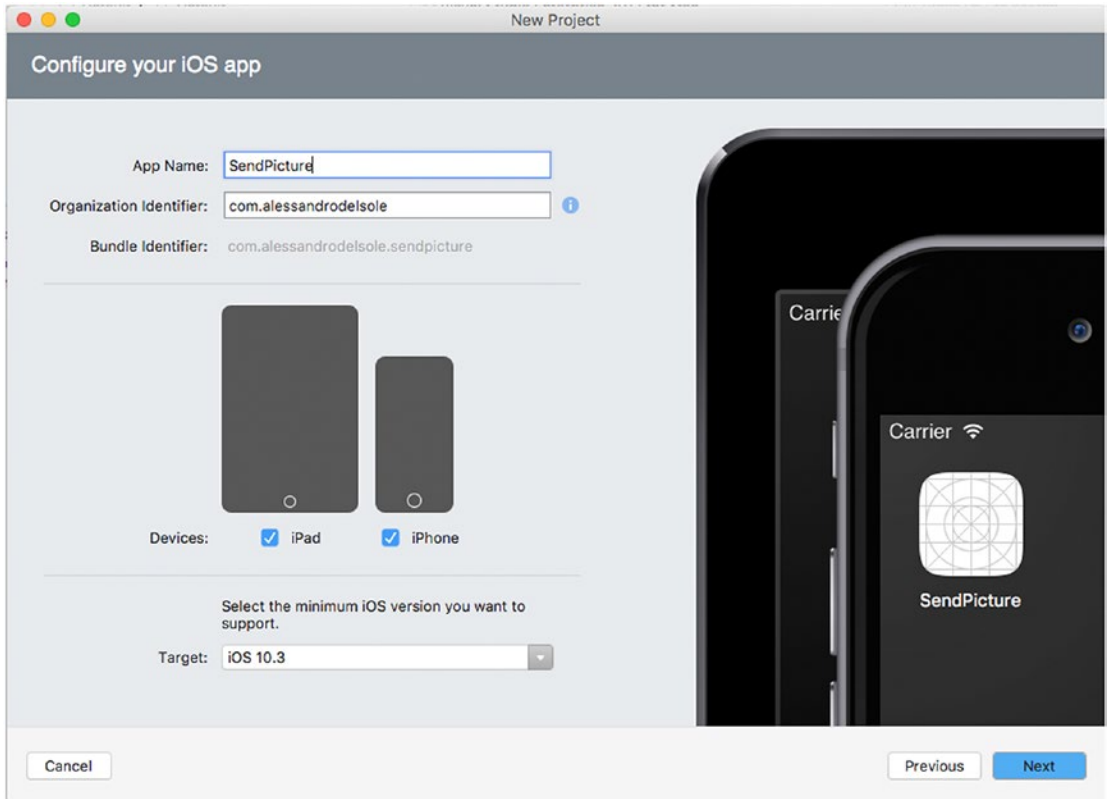 New Project
Configure your iOS app
App Name: SendPicture
Organization Identifier: com.alessandrodelsole
Bundle Identifier: com.alessandrodelsole.sendpicture
Devices: iPad iPhone
Select the minimum iOS version you want to
support.
Target: iOS 10.3
Carrie
Carrier
SendPicture
Cancel
Previous
Next